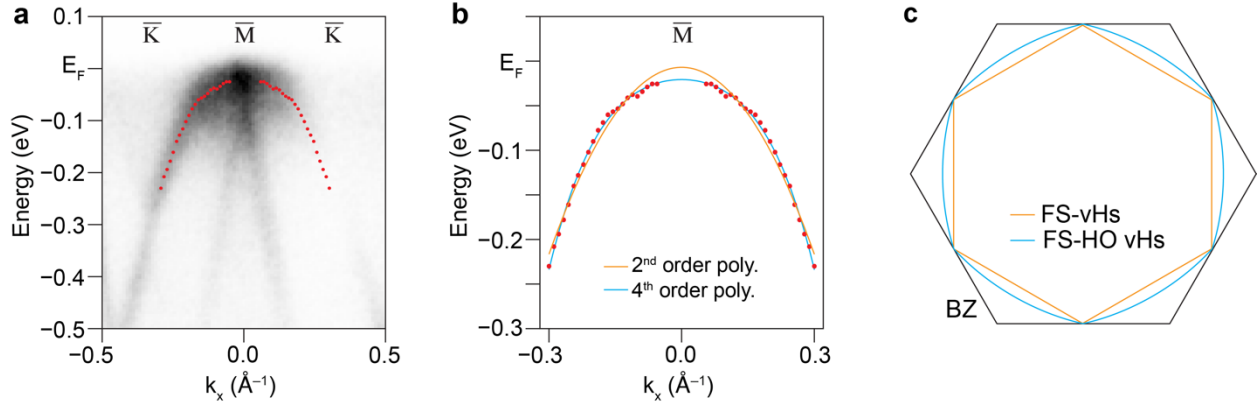 a
K̅ M̅ K̅
0.1
E_F
−0.1
−0.2
−0.3
−0.4
−0.5
Energy (eV)
−0.5 0.0 0.5
k_x (Å⁻¹)
b
M̅
E_F
−0.1
−0.2
−0.3
Energy (eV)
2ⁿᵈ order poly.
4ᵗʰ order poly.
−0.3 0.0 0.3
k_x (Å⁻¹)
c
FS-vHs
FS-HO vHs
BZ